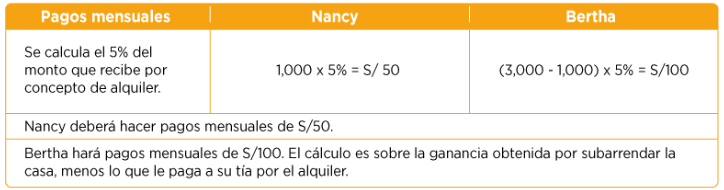 Pagos mensuales
Nancy
Bertha
Se calcula el 5% del
monto que recibe por
concepto de alquiler.
1,000 x 5% = S/ 50
(3,000 - 1,000) x 5% = S/100
Nancy deberá hacer pagos mensuales de S/50.
Bertha hará pagos mensuales de S/100. El cálculo es sobre la ganancia obtenida por subarrendar la
casa, menos lo que le paga a su tía por el alquiler.